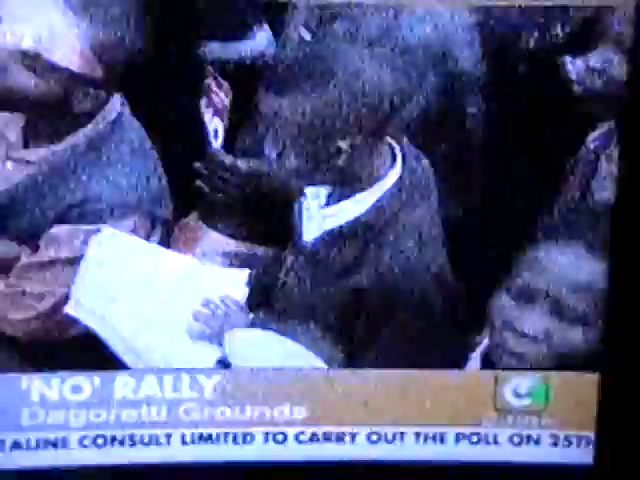 'NO' RALLY
Dagoretti Grounds
ALINE CONSULT LIMITED TO CARRY OUT THE POLL ON 25TH